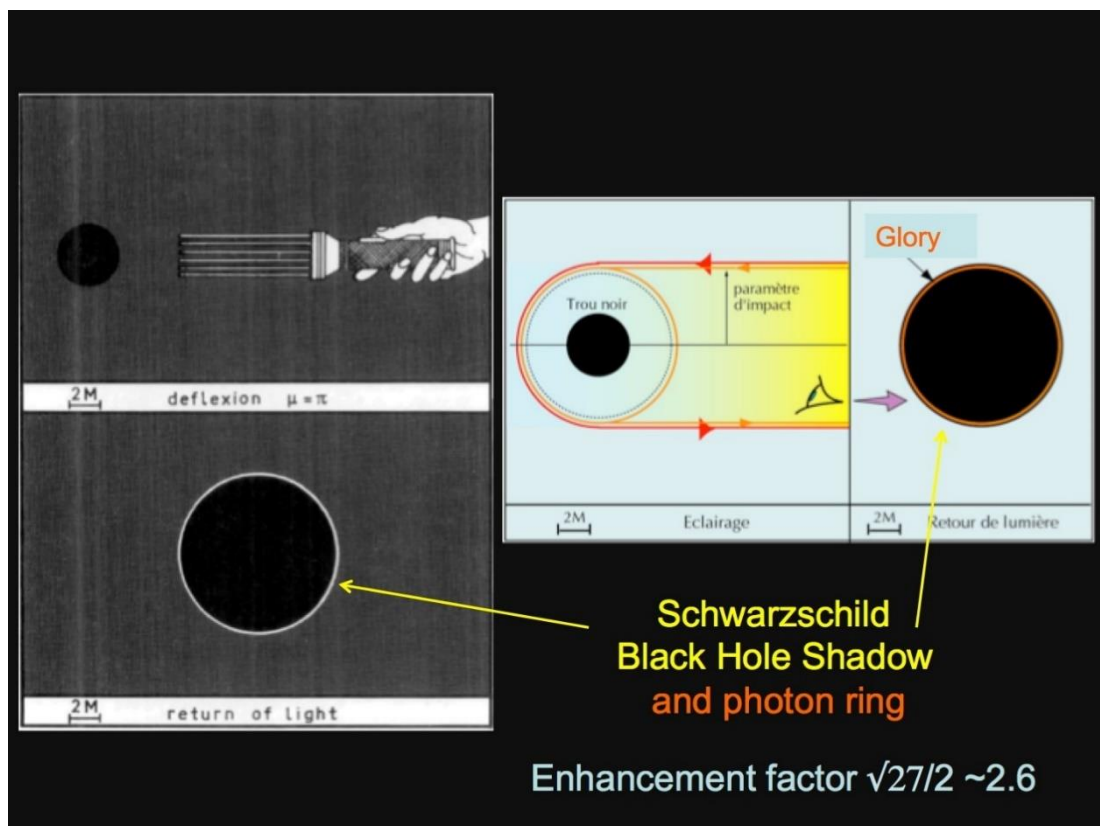 2M
deflexion μ=π
2M
return of light
Glory
paramètre
d'impact
Trou noir
2M
Eclairage
2M
Retour de lumière
Schwarzschild
Black Hole Shadow
and photon ring
Enhancement factor √27/2 ~2.6